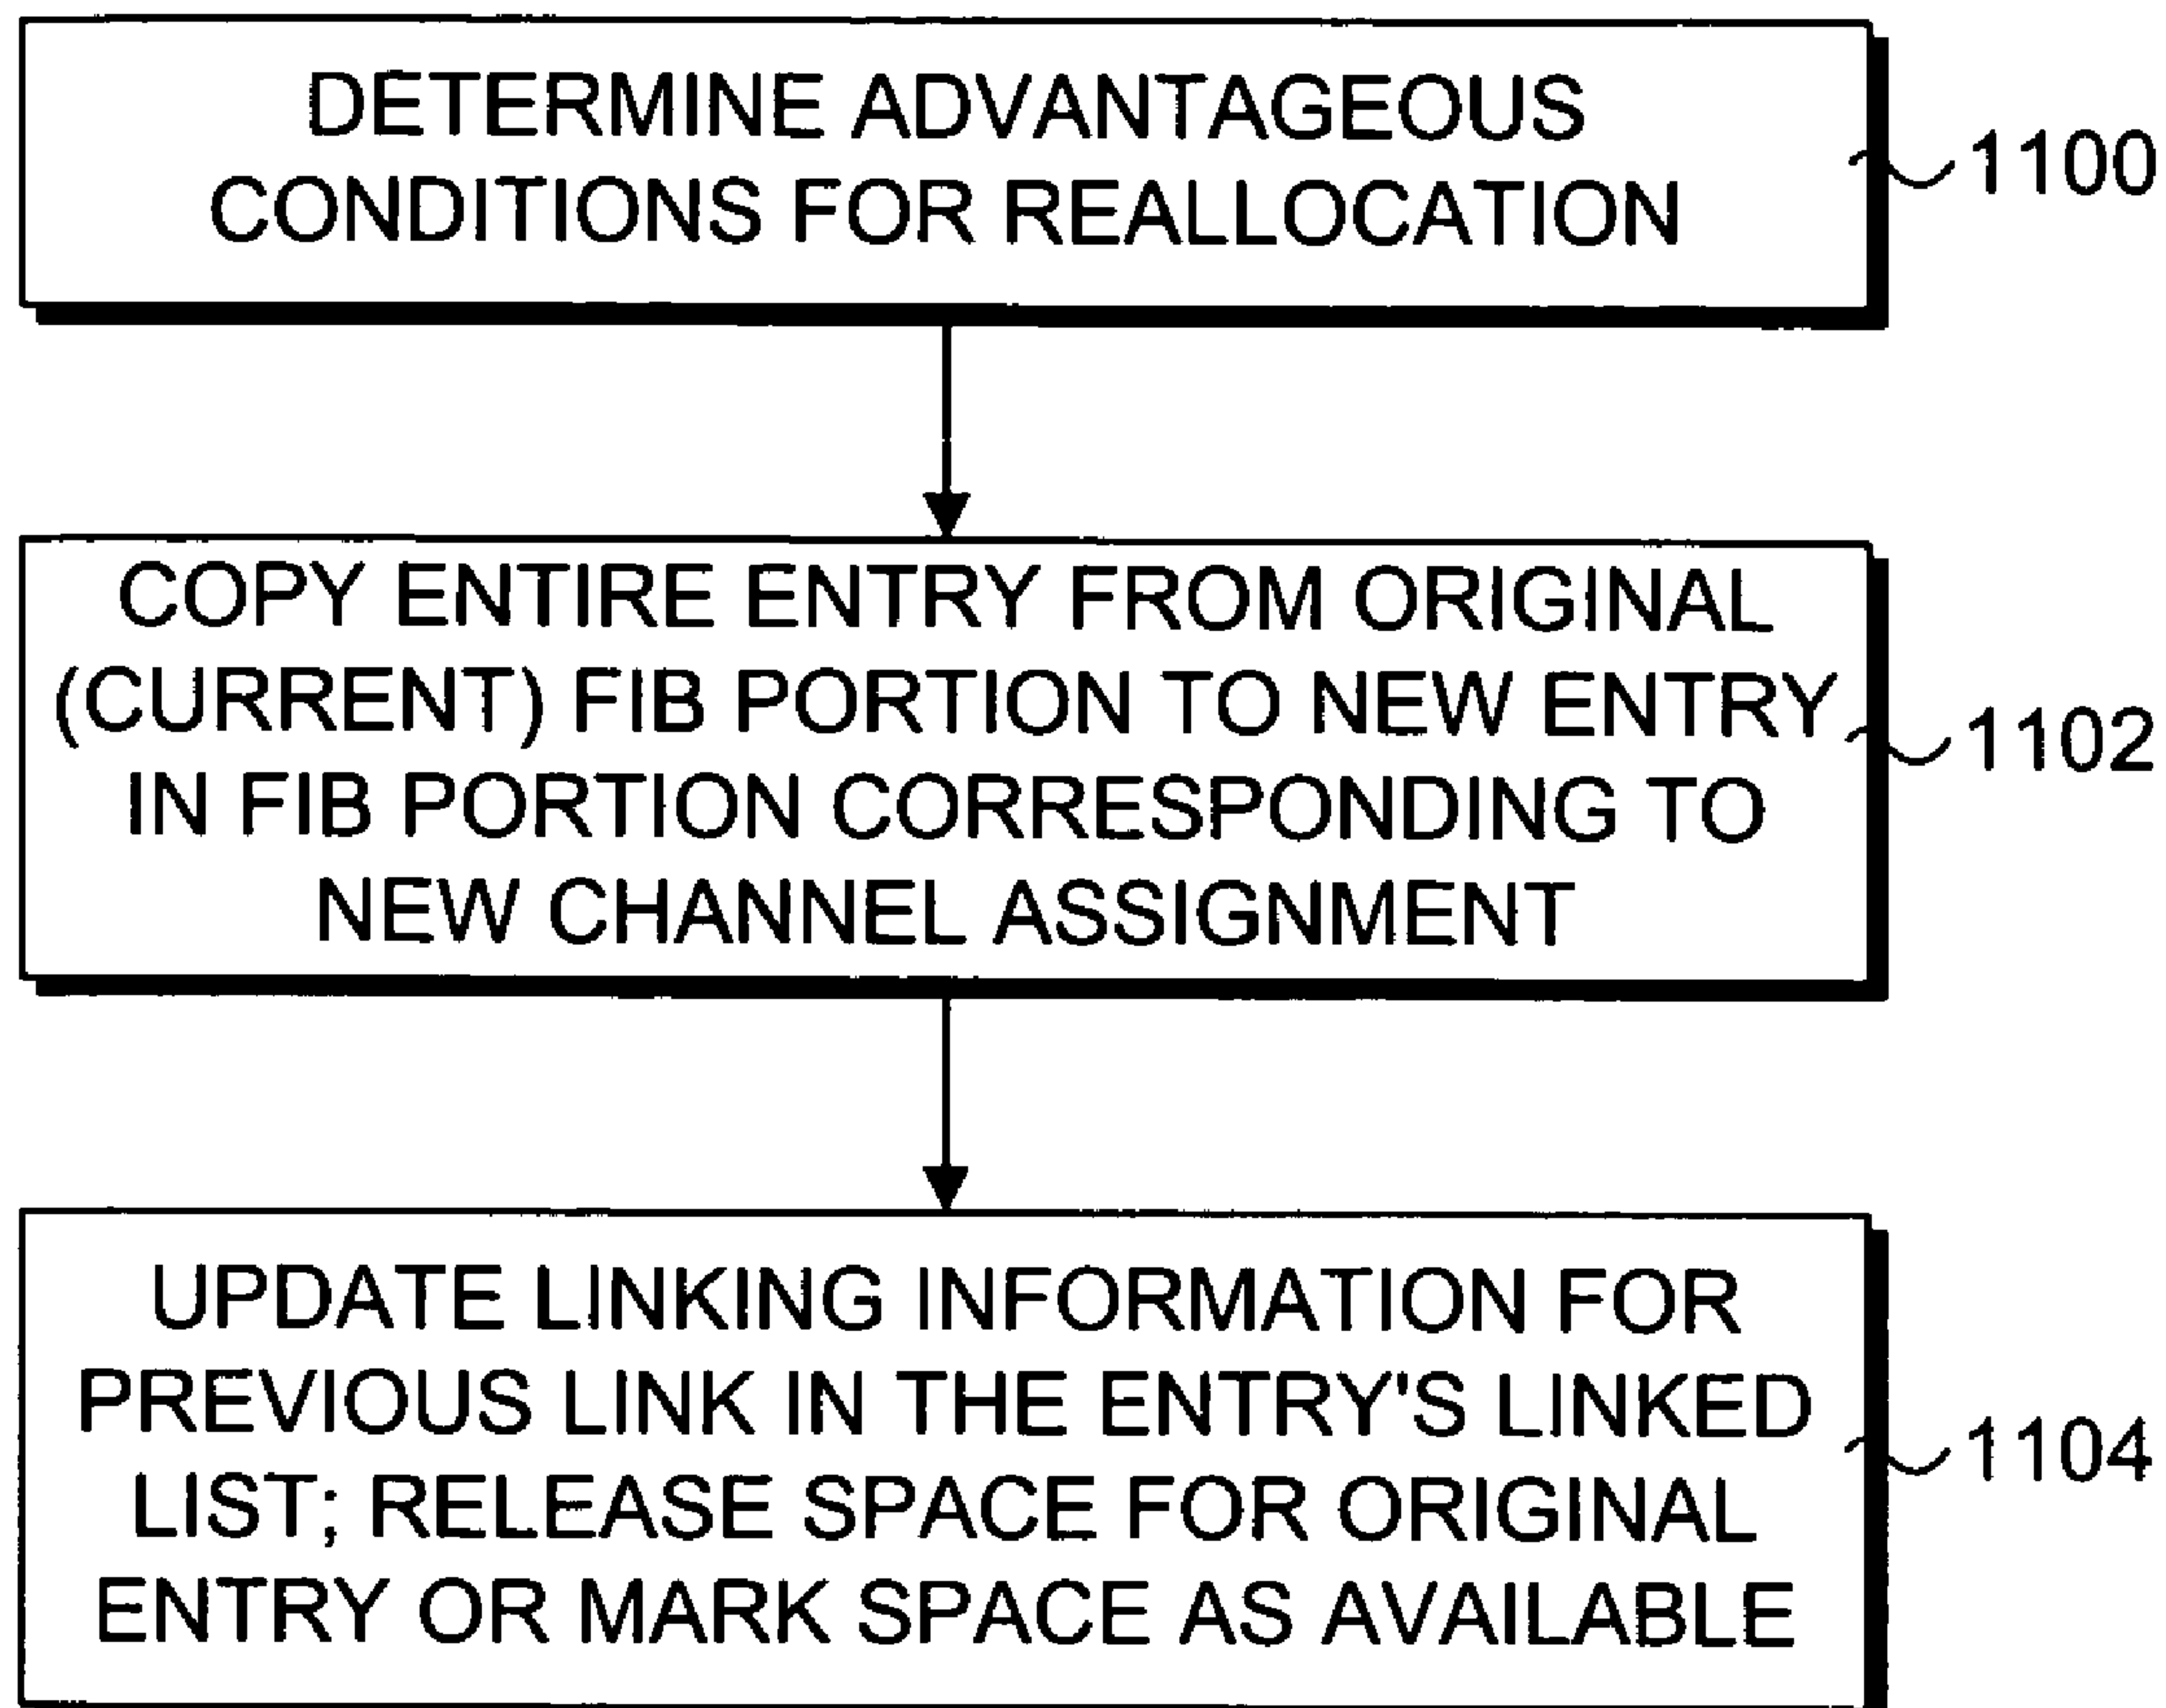 DETERMINE ADVANTAGEOUS
CONDITIONS FOR REALLOCATION
1100
COPY ENTIRE ENTRY FROM ORIGINAL
(CURRENT) FIB PORTION TO NEW ENTRY
IN FIB PORTION CORRESPONDING TO
NEW CHANNEL ASSIGNMENT
1102
UPDATE LINKING INFORMATION FOR
PREVIOUS LINK IN THE ENTRY'S LINKED
LIST; RELEASE SPACE FOR ORIGINAL
ENTRY OR MARK SPACE AS AVAILABLE
1104